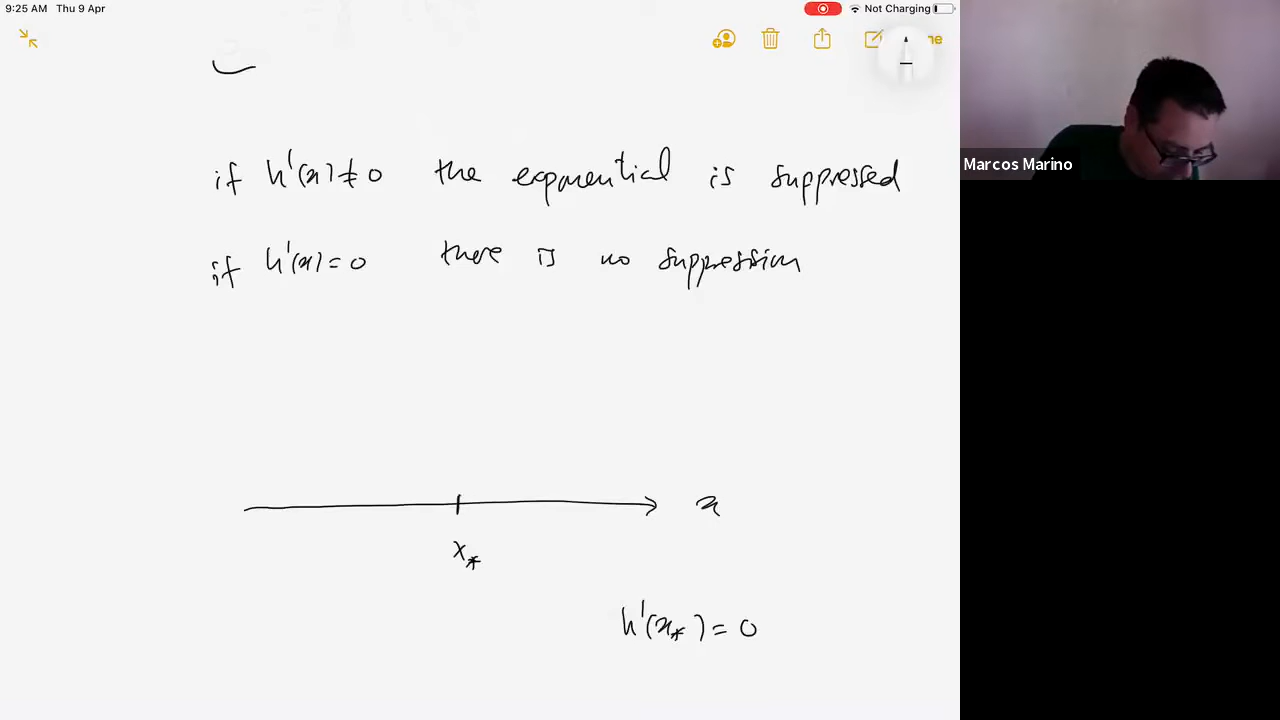 9:25 AM Thu 9 Apr
Not Charging
if h'(x) ≠ 0 the exponential is suppressed
if h'(x) = 0 there is no suppression
x
x*
h'(x*) = 0
Marcos Marino